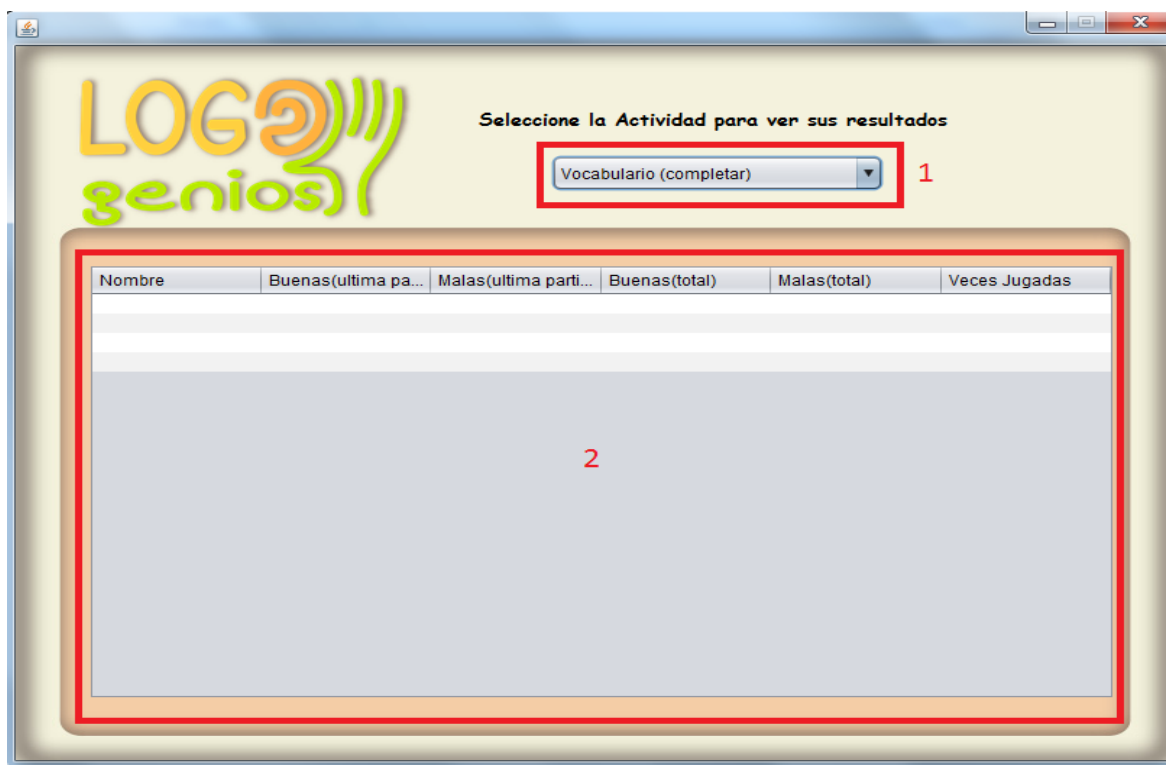 LOGO
genios
Seleccione la Actividad para ver sus resultados
Vocabulario (completar)
1
Nombre Buenas(ultima pa... Malas(ultima parti... Buenas(total) Malas(total) Veces Jugadas
2